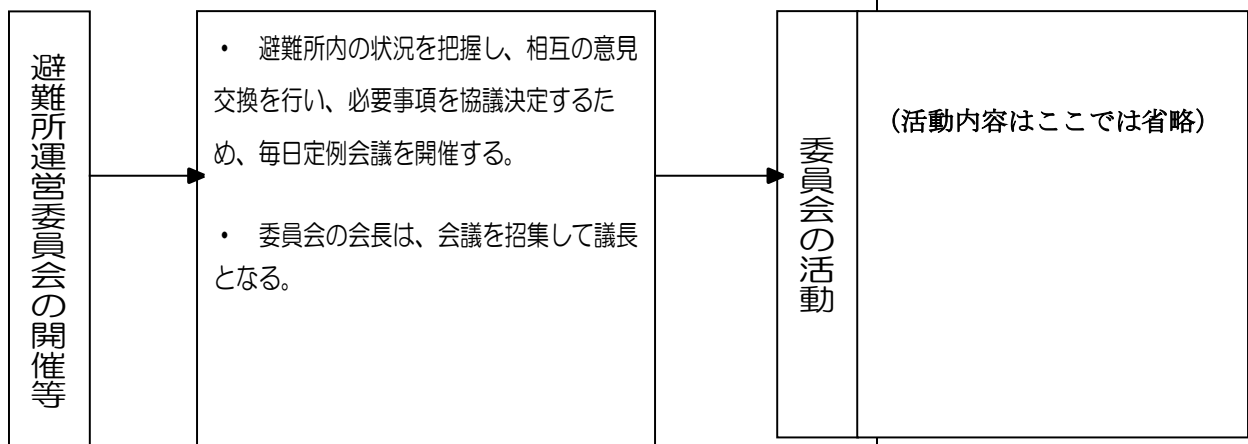 避難所運営委員会の開催等
・　避難所内の状況を把握し、相互の意見
交換を行い、必要事項を協議決定するた
め、毎日定例会議を開催する。
・　委員会の会長は、会議を招集して議長
となる。
委員会の活動
（活動内容はここでは省略）